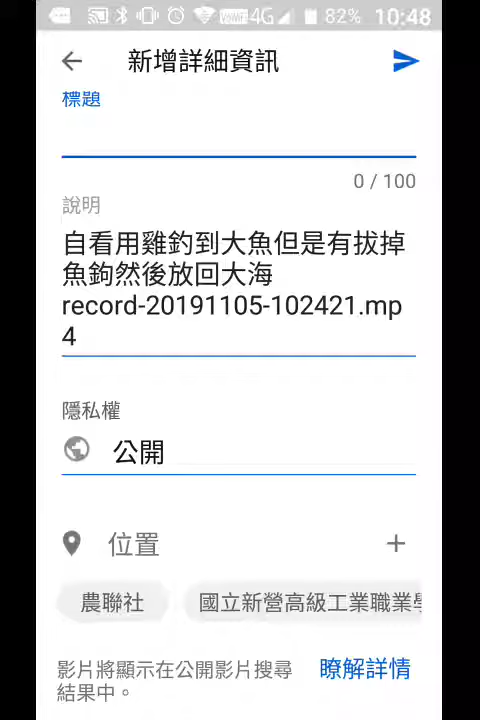 VoWiFi 4G 82% 10:48
新增詳細資訊
標題
0 / 100
說明
自看用雞釣到大魚但是有拔掉
魚鉤然後放回大海
record-20191105-102421.mp
4
隱私權
公開
位置
農聯社 國立新營高級工業職業學
影片將顯示在公開影片搜尋 瞭解詳情
結果中。